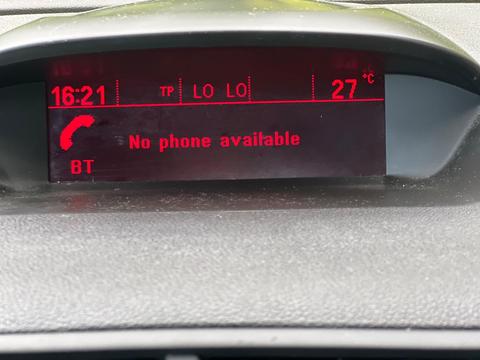 16:21 TP LO LO 27 °C
No phone available
BT